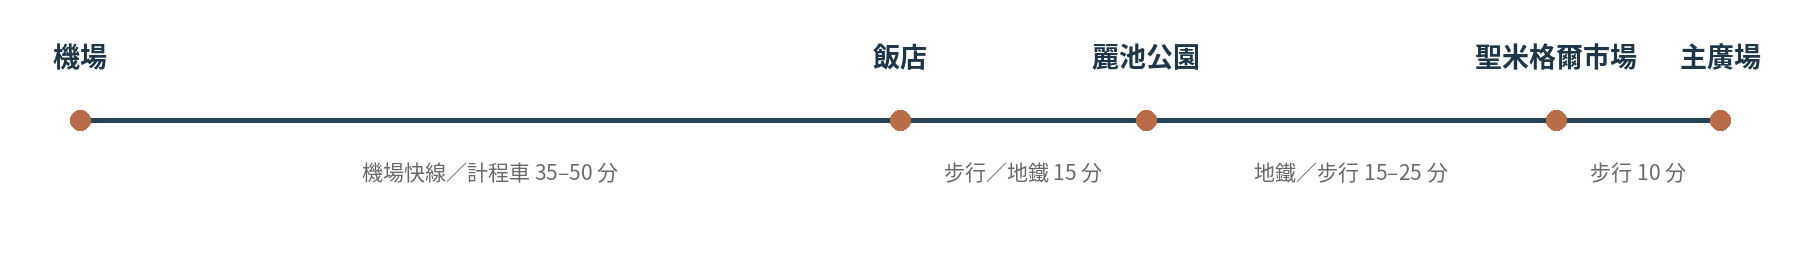 機場 飯店 麗池公園 聖米格爾市場 主廣場
機場快線／計程車 35–50 分 步行／地鐵 15 分 地鐵／步行 15–25 分 步行 10 分